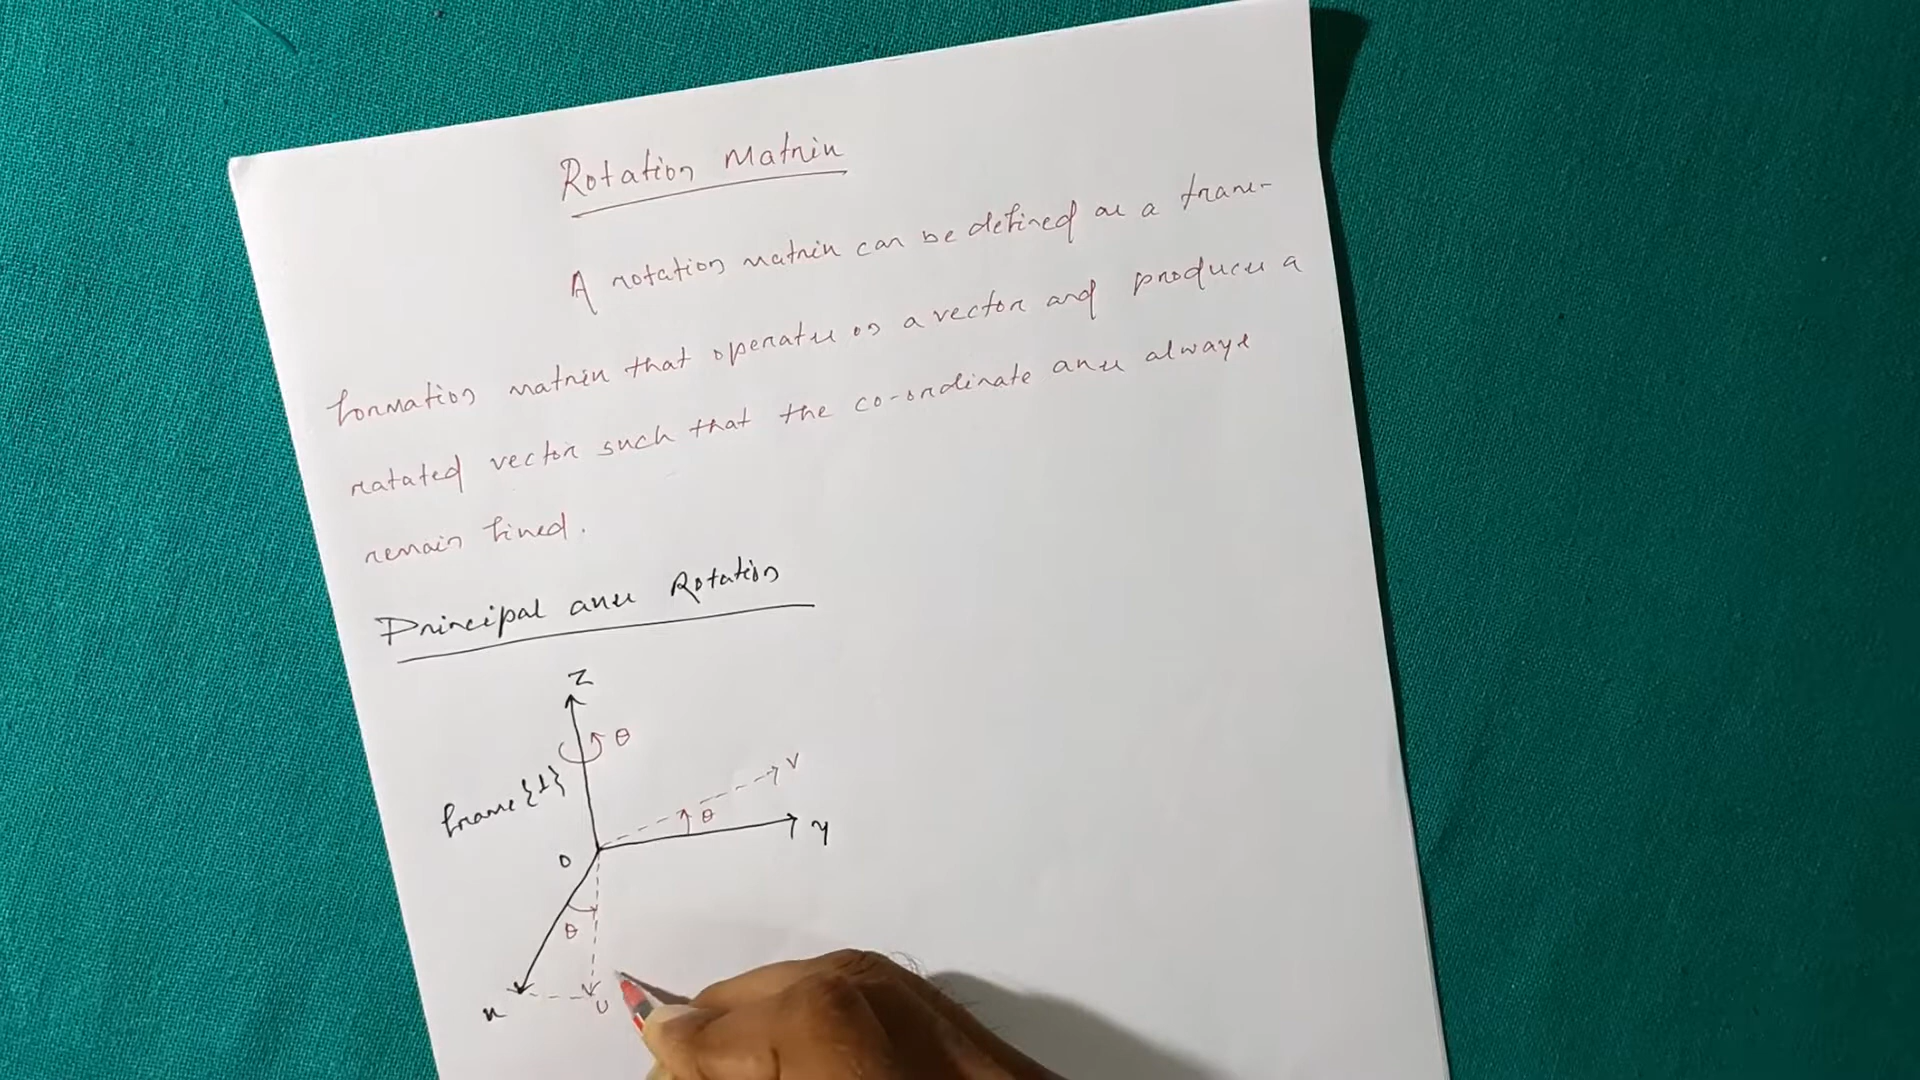 Rotation Matrix
A rotation matrix can be defined as a trans-
formation matrix that operates on a vector and produces a
ratated vector such that the co-ordinate axes always
remain fixed.
Principal axes Rotation
Z
θ
frame {1}
V
θ
y
O
θ
x
U